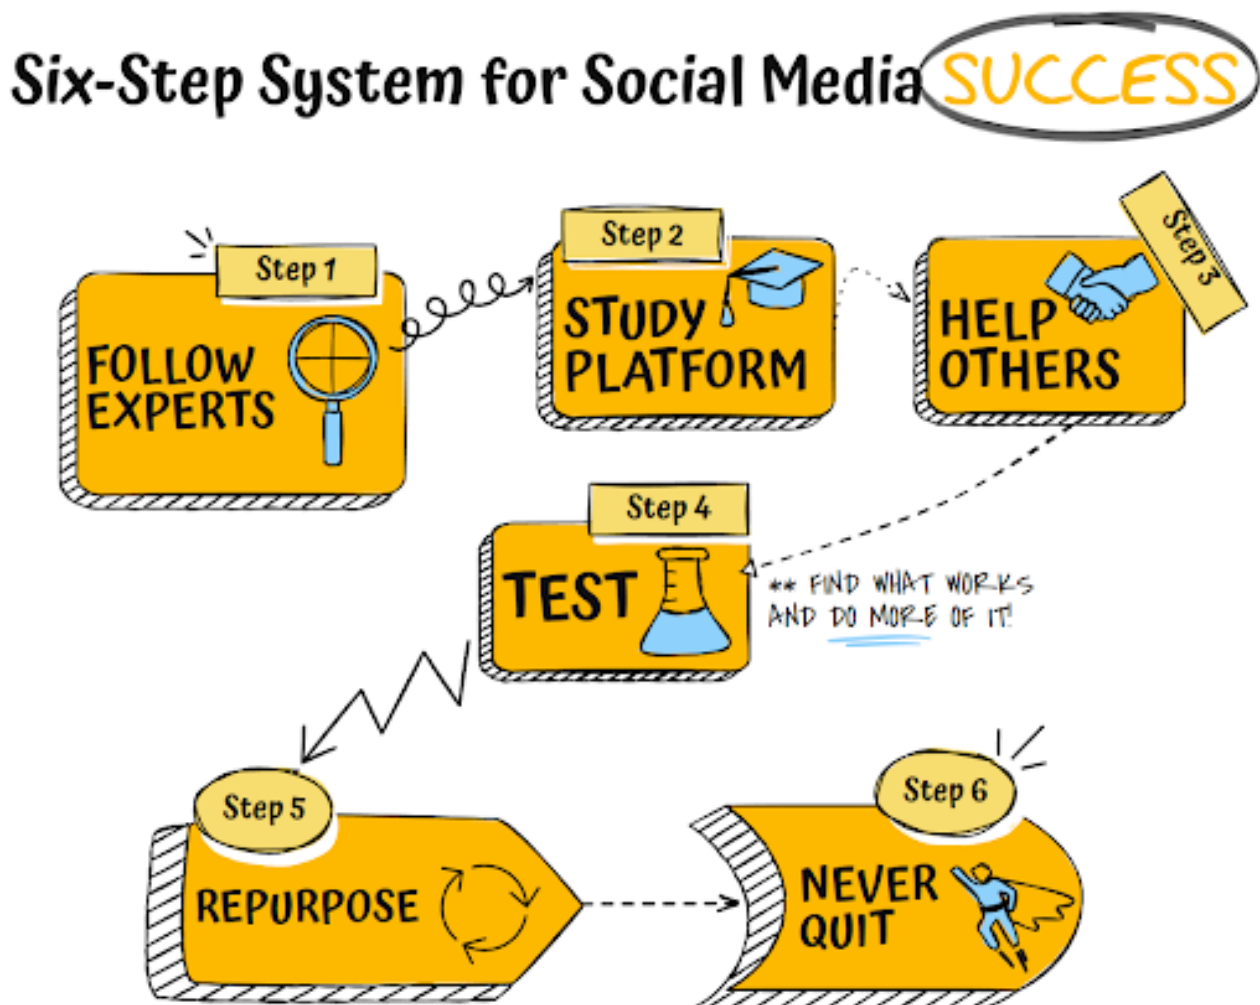 Six-Step System for Social Media SUCCESS
Step 1
FOLLOW
EXPERTS
Step 2
STUDY
PLATFORM
Step 3
HELP
OTHERS
Step 4
TEST
** FIND WHAT WORKS
AND DO MORE OF IT!
Step 5
REPURPOSE
Step 6
NEVER
QUIT